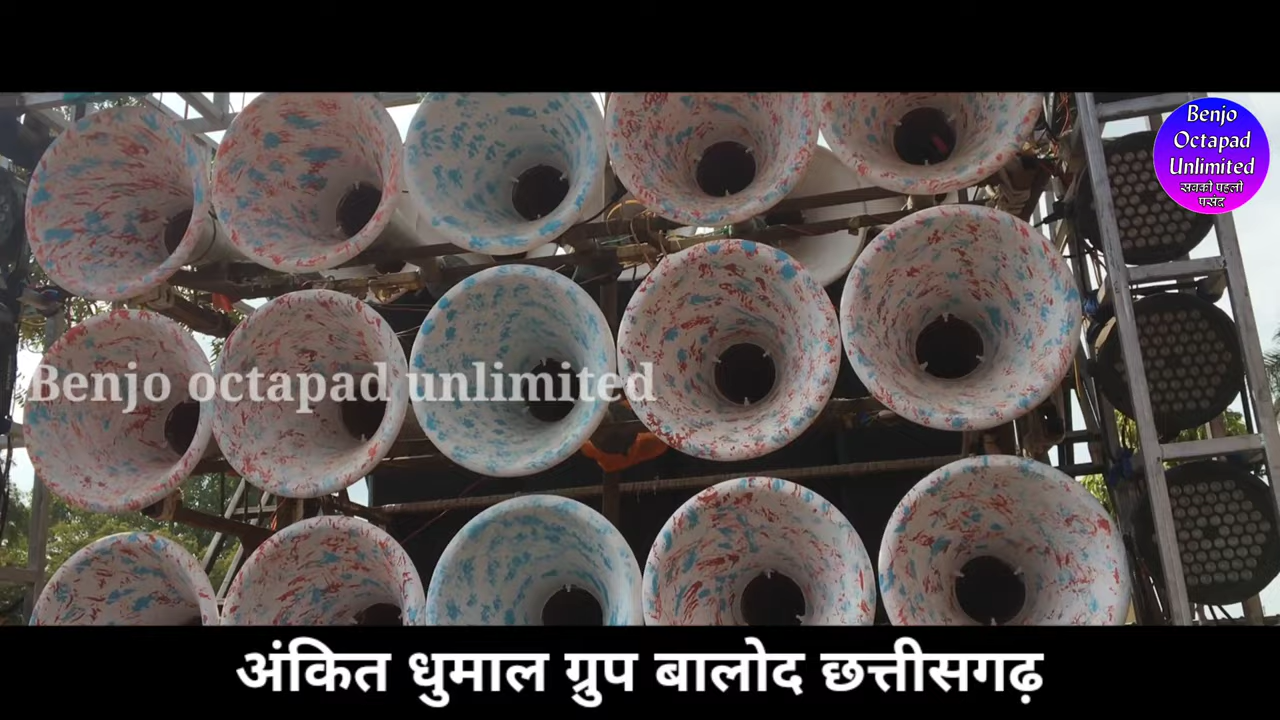 Benjo
Octapad
Unlimited
सबकी पहली
पसंद
Benjo octapad unlimited
अंकित धुमाल ग्रुप बालोद छत्तीसगढ़